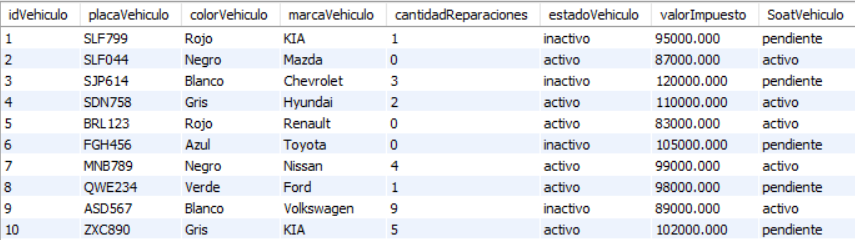 idVehiculo placaVehiculo colorVehiculo marcaVehiculo cantidadReparaciones estadoVehiculo valorImpuesto SoatVehiculo
1 SLF799 Rojo KIA 1 inactivo 95000.000 pendiente
2 SLF044 Negro Mazda 0 activo 87000.000 activo
3 SJP614 Blanco Chevrolet 3 inactivo 120000.000 pendiente
4 SDN758 Gris Hyundai 2 activo 110000.000 activo
5 BRL123 Rojo Renault 0 activo 83000.000 activo
6 FGH456 Azul Toyota 0 inactivo 105000.000 pendiente
7 MNB789 Negro Nissan 4 activo 99000.000 activo
8 QWE234 Verde Ford 1 activo 98000.000 pendiente
9 ASD567 Blanco Volkswagen 9 inactivo 89000.000 activo
10 ZXC890 Gris KIA 5 activo 102000.000 pendiente